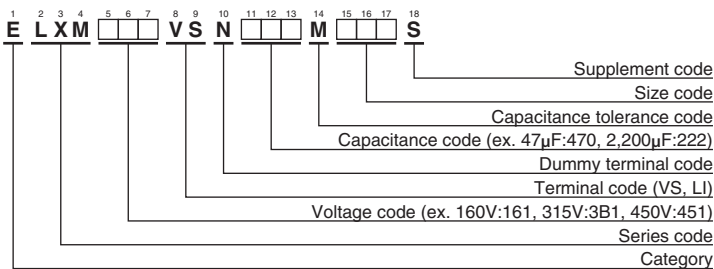 1 2 3 4 5 6 7 8 9 10 11 12 13 14 15 16 17 18
E L X M □ □ □ V S N □ □ □ M □ □ □ S
Supplement code
Size code
Capacitance tolerance code
Capacitance code (ex. 47μF:470, 2,200μF:222)
Dummy terminal code
Terminal code (VS, LI)
Voltage code (ex. 160V:161, 315V:3B1, 450V:451)
Series code
Category